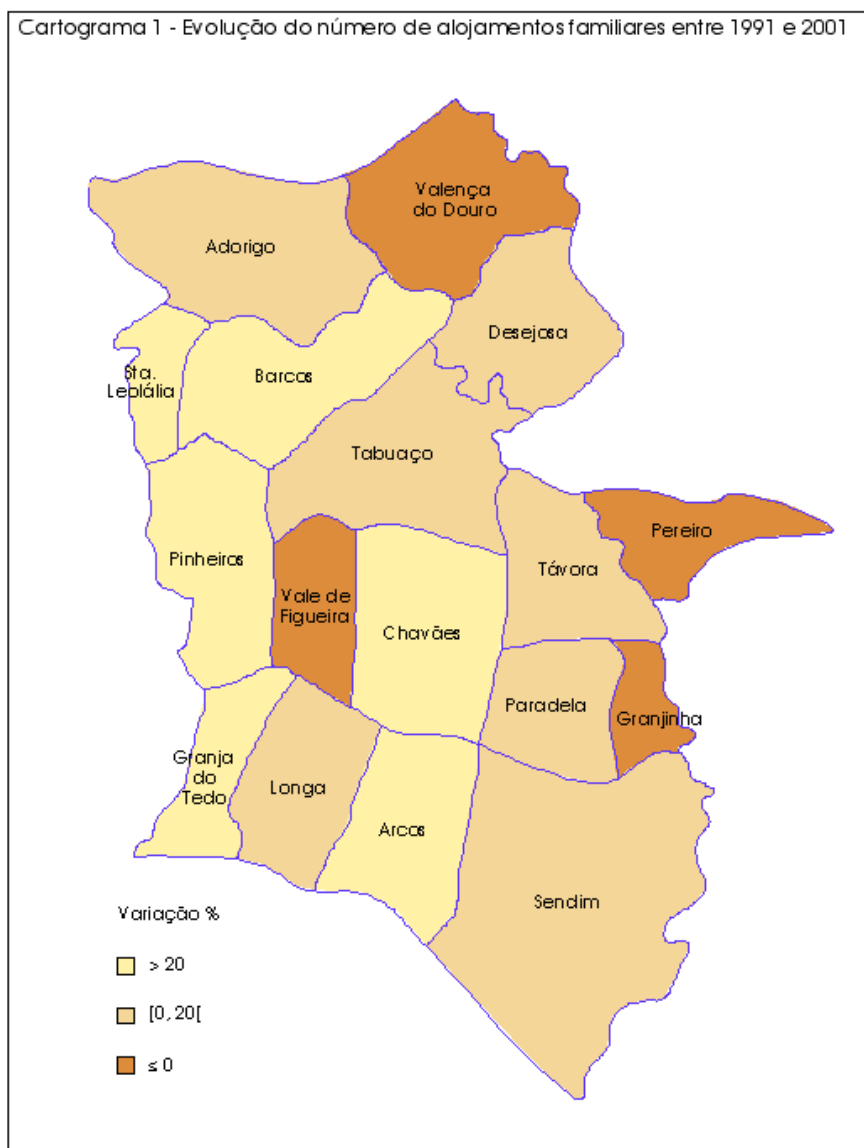 Cartograma 1 - Evolução do número de alojamentos familiares entre 1991 e 2001
Valença
do Douro
Adorigo
Desejosa
Sta.
Leolália
Barcos
Tabuaço
Pereiro
Pinheiros
Távora
Vale de
Figueira
Chavães
Paradela
Granjinha
Granja
do
Tedo
Longa
Arcos
Sendim
Variação %
> 20
[0, 20[
≤ 0